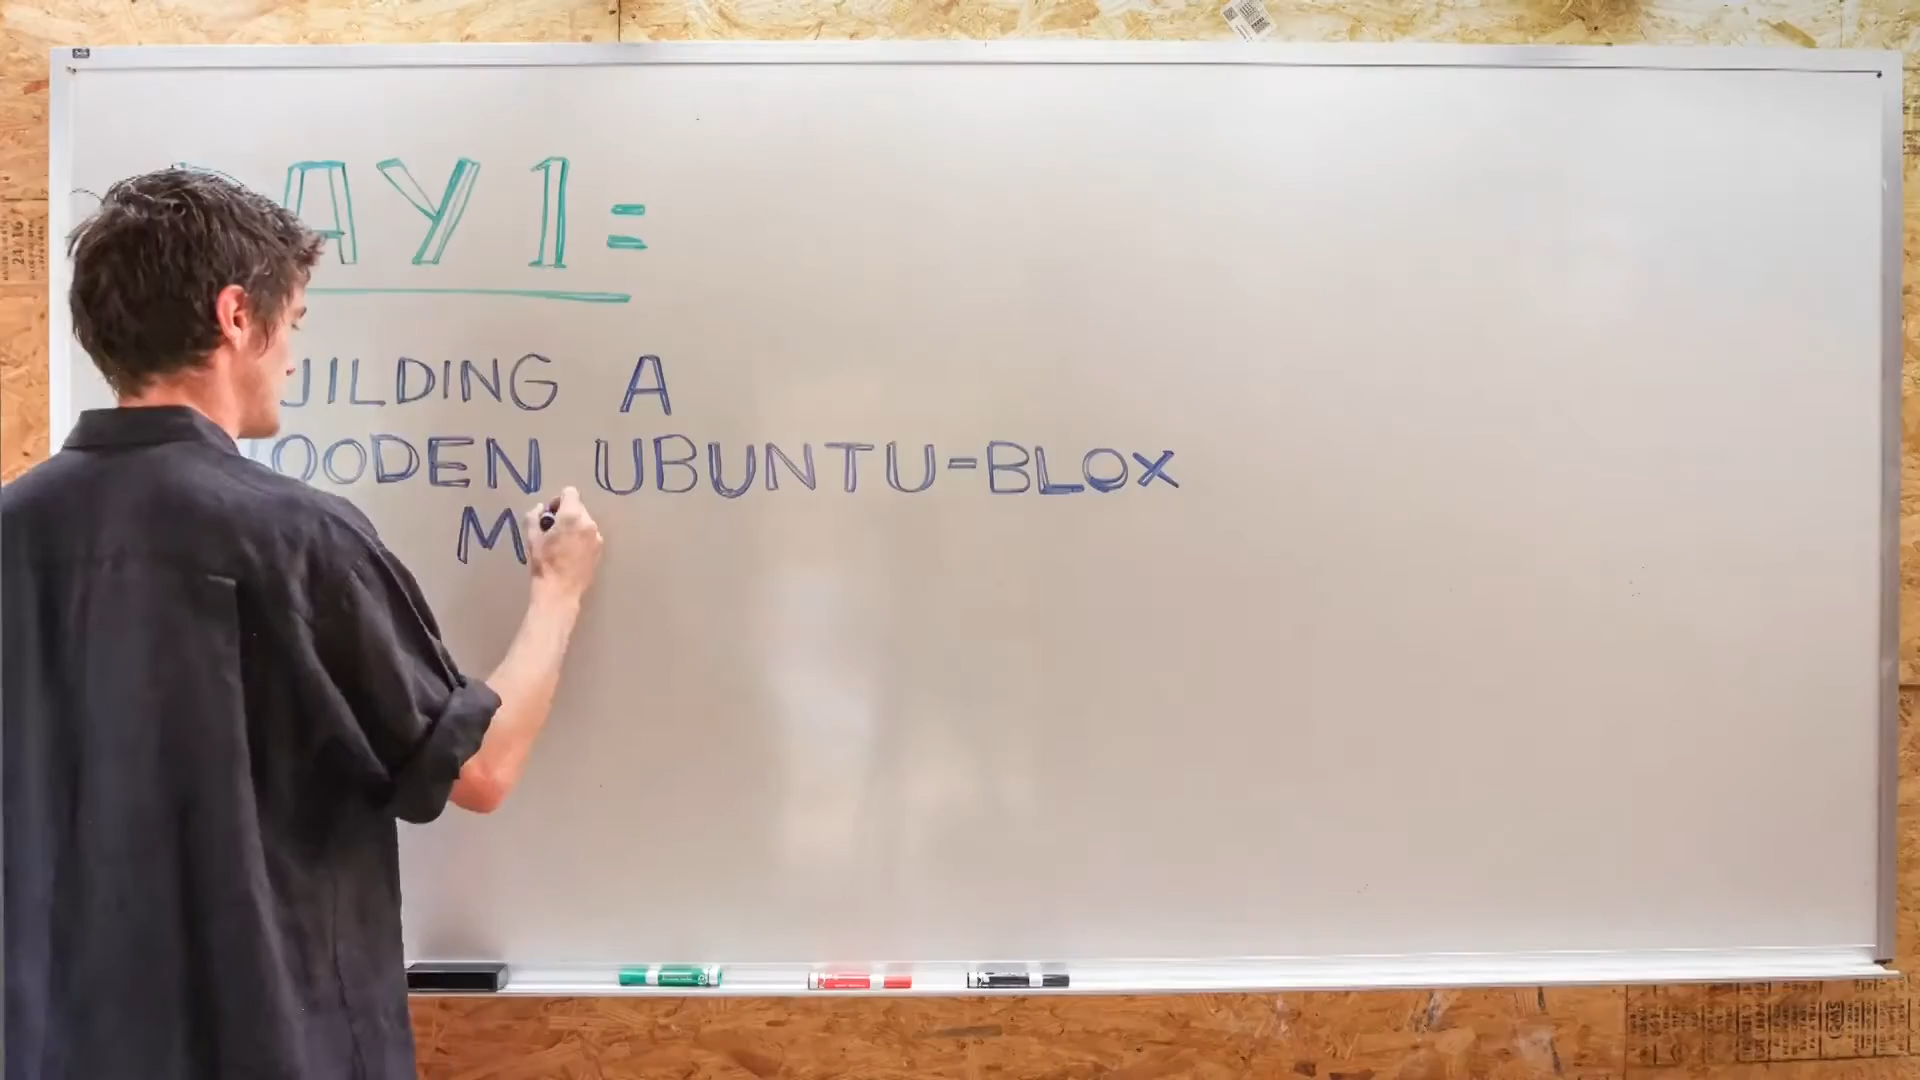 AY 1=
UILDING A
OODEN UBUNTU-BLOX
M